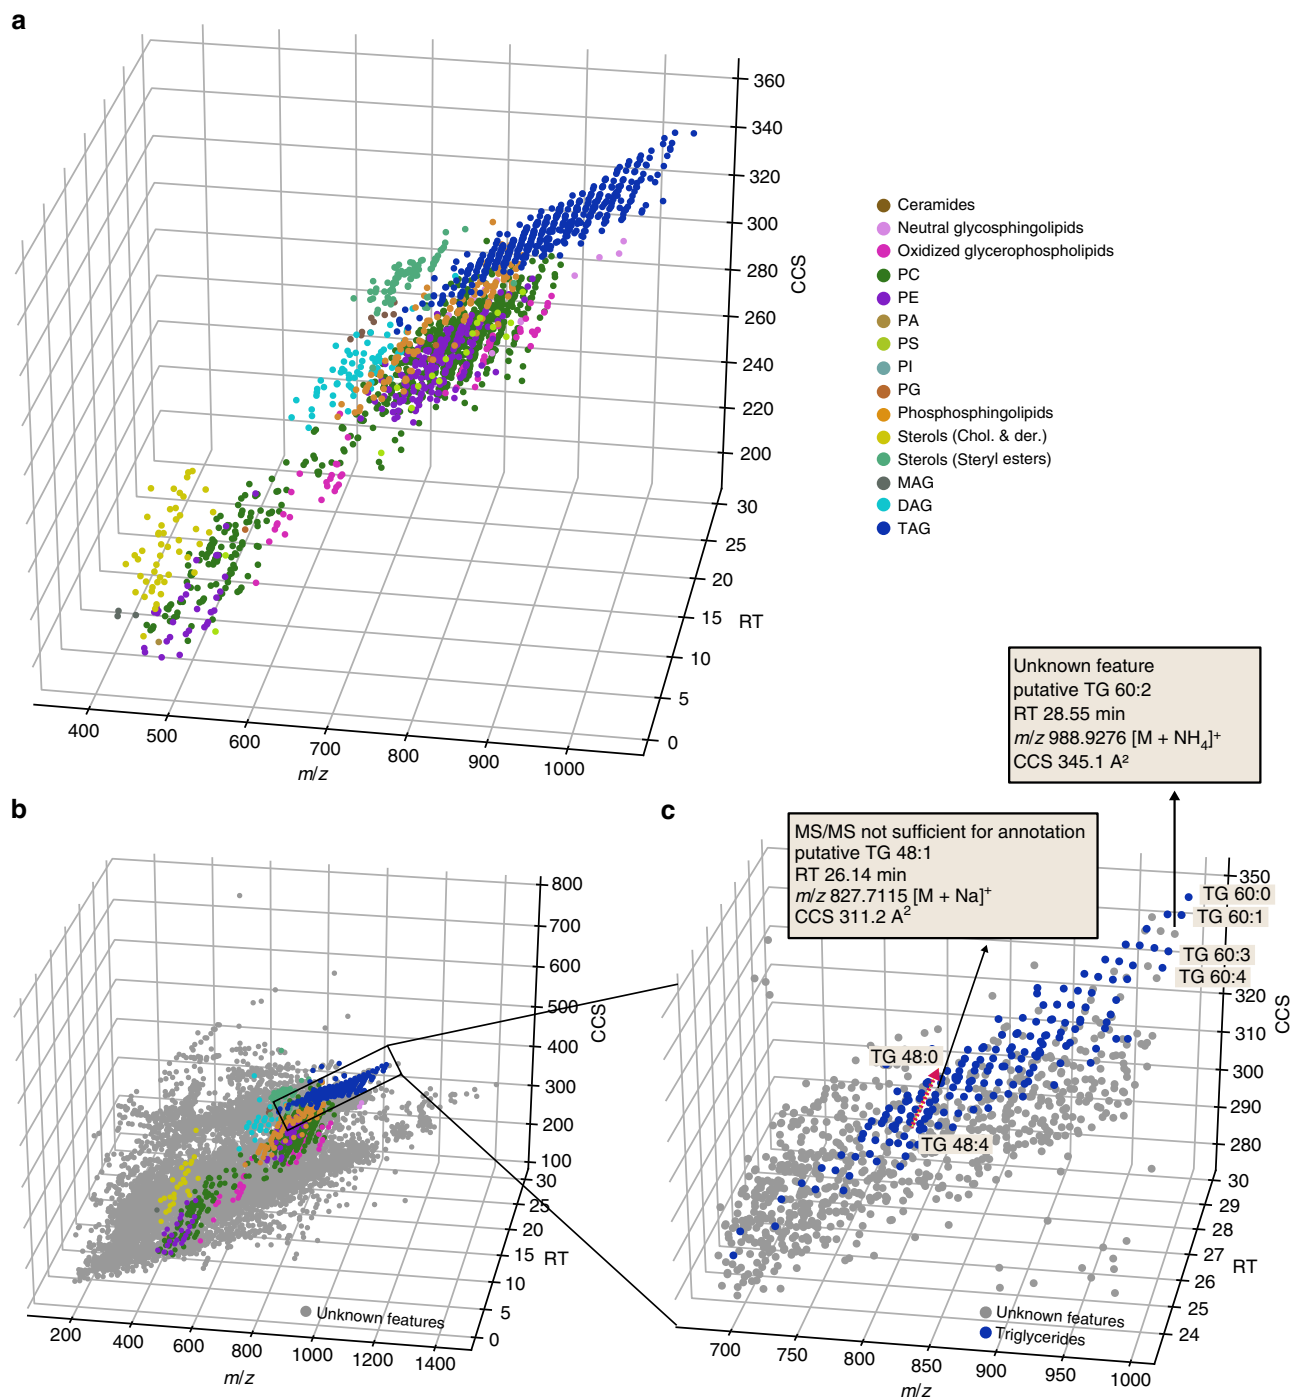 a
360
340
320
300
280
260
240
220
200
CCS
30
25
20
15
10
5
0
RT
400
500
600
700
800
900
1000
m/z
Ceramides
Neutral glycosphingolipids
Oxidized glycerophospholipids
PC
PE
PA
PS
PI
PG
Phosphosphingolipids
Sterols (Chol. & der.)
Sterols (Steryl esters)
MAG
DAG
TAG
b
800
700
600
500
400
300
200
100
CCS
30
25
20
15
10
5
0
RT
200
400
600
800
1000
1200
1400
m/z
Unknown features
c
Unknown feature
putative TG 60:2
RT 28.55 min
m/z 988.9276 [M + NH₄]⁺
CCS 345.1 A²
MS/MS not sufficient for annotation
putative TG 48:1
RT 26.14 min
m/z 827.7115 [M + Na]⁺
CCS 311.2 A²
TG 60:0
TG 60:1
TG 60:3
TG 60:4
TG 48:0
TG 48:4
350
320
310
300
290
280
CCS
30
29
28
27
26
25
24
RT
700
750
800
850
900
950
1000
m/z
Unknown features
Triglycerides